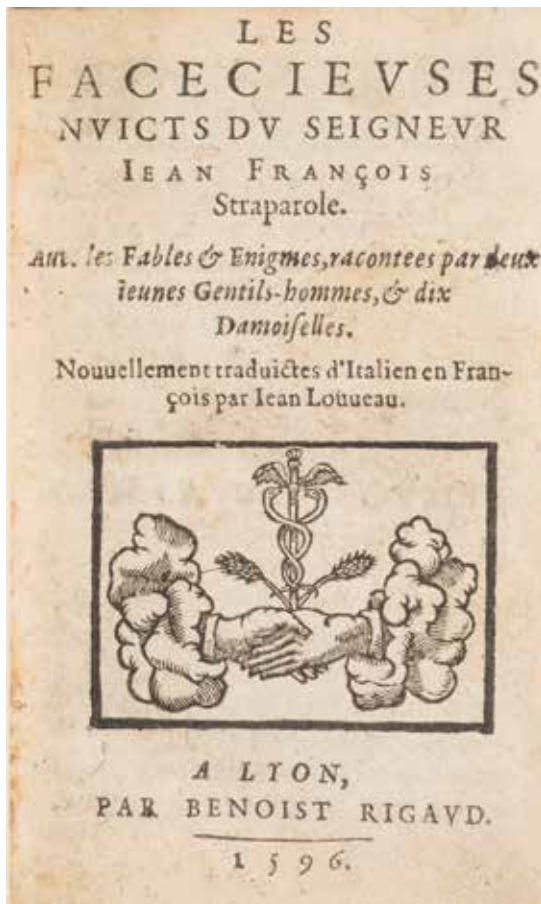 LES
FACECIEVSES
NVICTS DV SEIGNEVR
IEAN FRANÇOIS
Straparole.
les Fables & Enigmes, racontees par deux
ieunes Gentils-hommes, & dix
Damoiſelles.
Nouuellement traduictes d'Italien en Fran-
çois par Iean Loüueau.
A LYON,
PAR BENOIST RIGAVD.
1596.